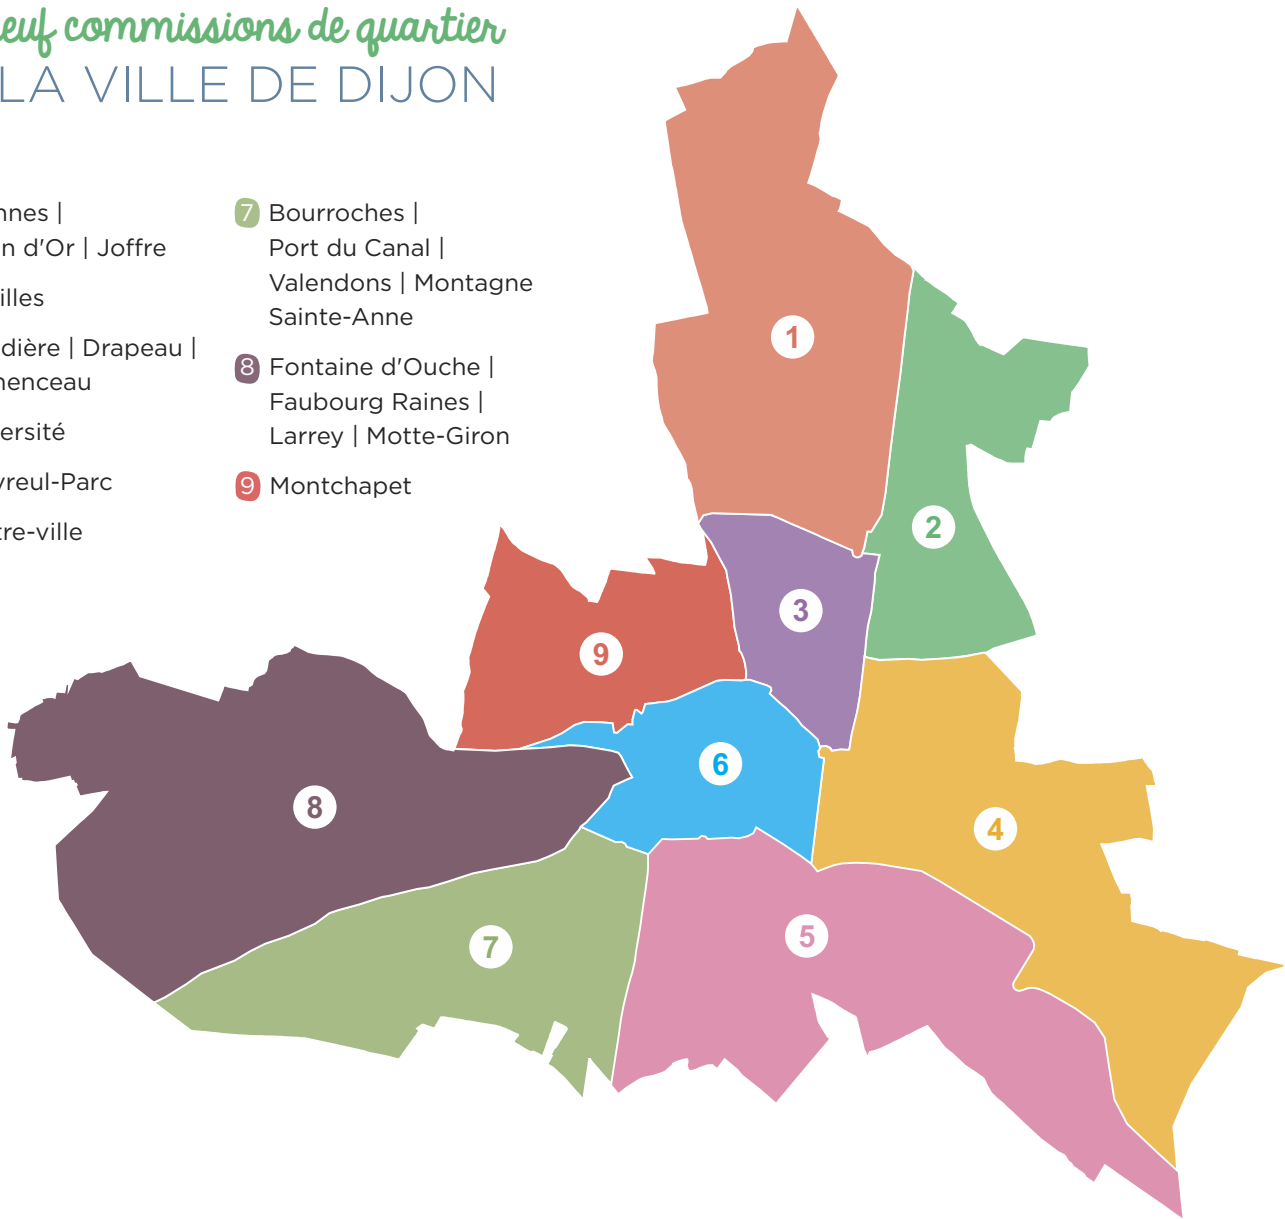 euf commissions de quartier
LA VILLE DE DIJON
nnes |
n d'Or | Joffre
illes
dière | Drapeau |
enceau
ersité
vreul-Parc
tre-ville
7 Bourroches |
Port du Canal |
Valendons | Montagne
Sainte-Anne
8 Fontaine d'Ouche |
Faubourg Raines |
Larrey | Motte-Giron
9 Montchapet
1
2
3
9
6
8
4
5
7